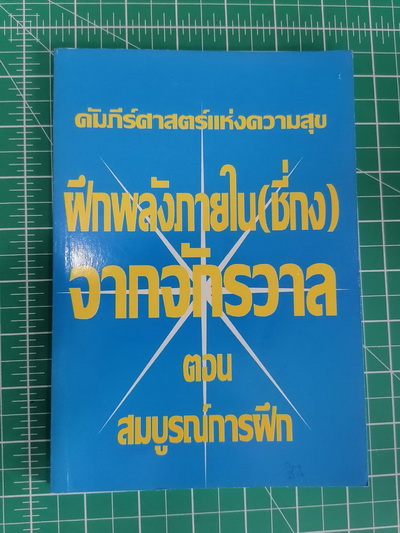 คัมภีร์ศาสตร์แห่งความสุข
ฝึกพลังภายใน(ชี่กง)
จากจักรวาล
ตอน
สมบูรณ์การฝึก